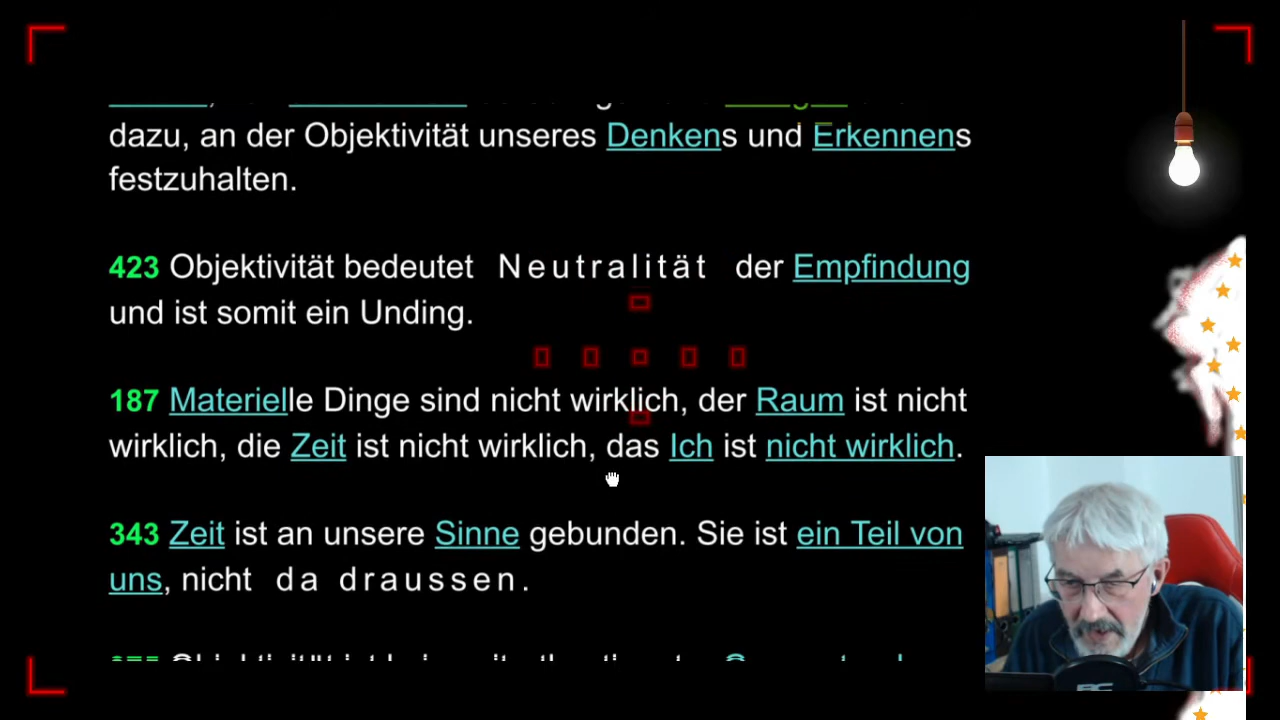 dazu, an der Objektivität unseres Denkens und Erkennens
festzuhalten.
423 Objektivität bedeutet Neutralität der Empfindung
und ist somit ein Unding.
187 Materielle Dinge sind nicht wirklich, der Raum ist nicht
wirklich, die Zeit ist nicht wirklich, das Ich ist nicht wirklich.
343 Zeit ist an unsere Sinne gebunden. Sie ist ein Teil von
uns, nicht da draussen.